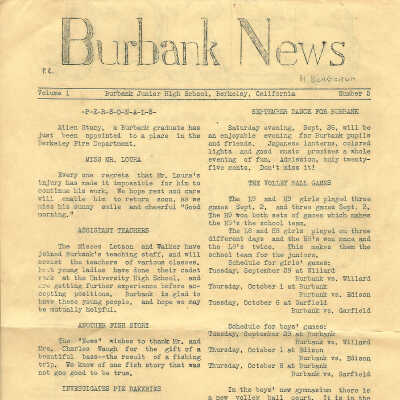 Burbank News
Volume 1 Burbank Junior High School, Berkeley, California Number 3
-P-E-R-S-O-N-A-L-S-
Allen Stacy, a Burbank graduate has
just been appointed to a place in the
Berkeley Fire Department.
MISS MR. LOURA
Every one regrets that Mr. Loura's
injury has made it impossible for him to
continue his work. We hope rest and care
will enable him to return soon, as we
miss his sunny smile and cheerful "Good
morning."
ASSISTANT TEACHERS
The Misses Letson and Walker have
joined Burbank's teaching staff, and will
assist the teachers of various classes.
Both young ladies have done their cadet
work at the University High School, and
are getting further experience before ac-
cepting positions. Burbank is glad to
have these young people, and hope we may
be mutually helpful.
ANOTHER FISH STORY
The "News" wishes to thank Mr. and
Mrs. Charles Waugh for the gift of a
beautiful bass--the result of a fishing
trip. We know of one fish story that was
not too good to be true.
INVESTIGATES PIE BAKERIES
SEPTEMBER DANCE FOR BURBANK
Saturday evening, Sept. 26, will be
an enjoyable evening for Burbank pupils
and friends. Japanese lanterns, colored
lights and good music promises a whole
evening of fun. Admission, only twenty-
five cents. Don't miss it!
THE VOLLEY BALL GAMES
The L9 and H9 girls played three
games Sept. 2, and three games Sept.
The H9 won both sets of games which makes
the H9's the school team.
The L8 and H8 girls played on three
different days and the H8's won once and
the L8's twice. This makes them the
school team for the juniors.
Schedule for girls' games:
Tuesday, September 29 at Willard
Burbank vs. Willard
Thursday, October 1 at Burbank
Burbank vs. Edison
Tuesday, October 6 at Garfield
Burbank vs. Garfield
Schedule for boys' games:
Tuesday, September 29 at Burbank
Burbank vs. Willard
Thursday, October 1 at Edison
Burbank vs. Edison
Thursday, October 8 at Burbank
Burbank vs. Garfield
In the boys' new gymnasium there is
a new volley ball court. It is in the